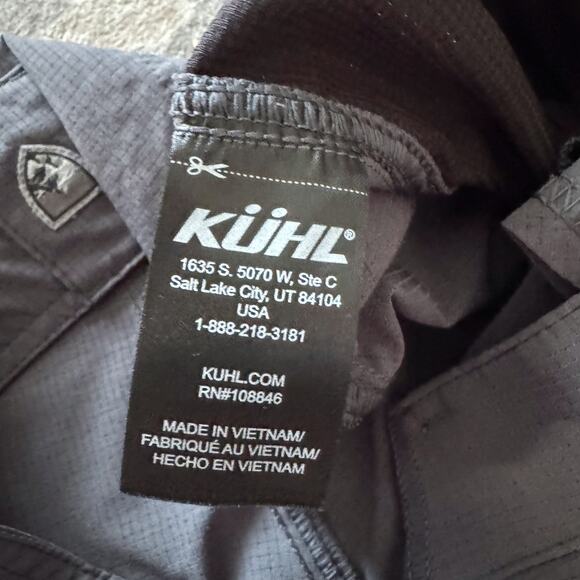 KÜHL®
1635 S. 5070 W, Ste C
Salt Lake City, UT 84104
USA
1-888-218-3181
KUHL.COM
RN#108846
MADE IN VIETNAM/
FABRIQUÉ AU VIETNAM/
HECHO EN VIETNAM